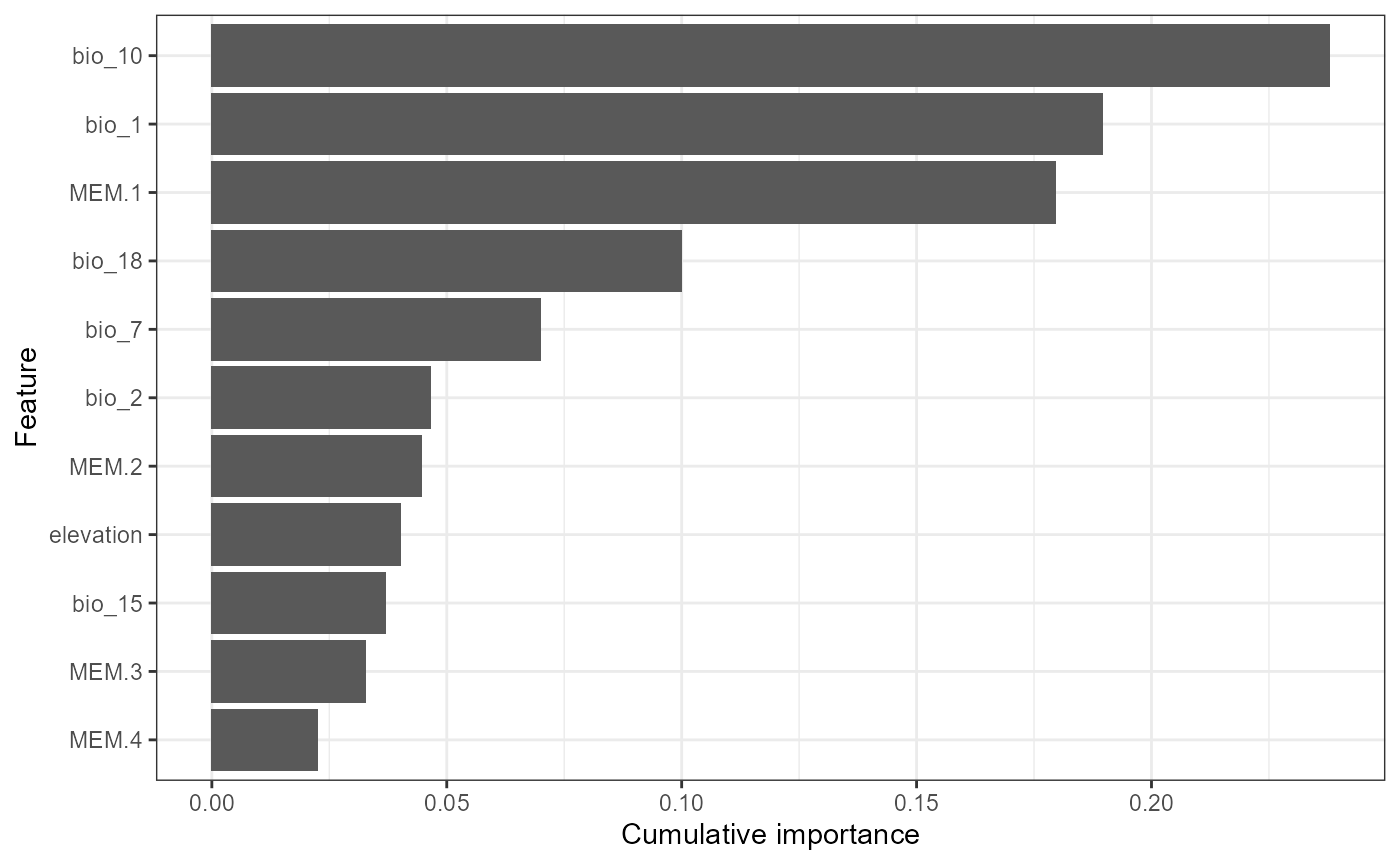 bio_10
bio_1
MEM.1
bio_18
bio_7
bio_2
MEM.2
elevation
bio_15
MEM.3
MEM.4
Feature
0.00 0.05 0.10 0.15 0.20
Cumulative importance